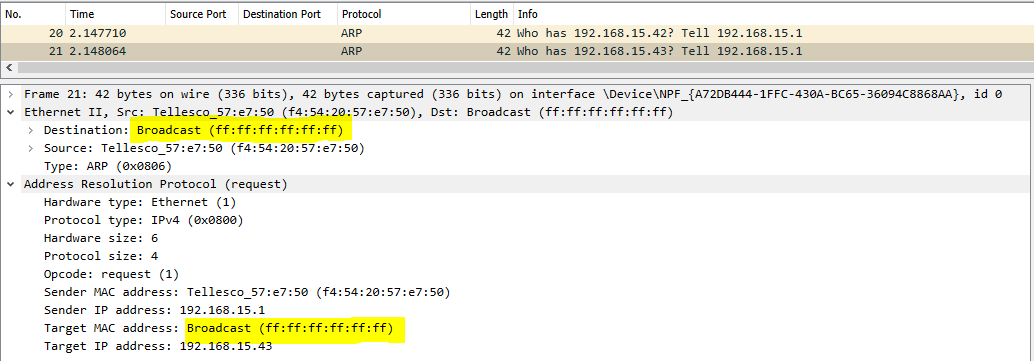 No. Time Source Port Destination Port Protocol Length Info
20 2.147710 ARP 42 Who has 192.168.15.42? Tell 192.168.15.1
21 2.148064 ARP 42 Who has 192.168.15.43? Tell 192.168.15.1
Frame 21: 42 bytes on wire (336 bits), 42 bytes captured (336 bits) on interface \Device\NPF_{A72DB444-1FFC-430A-BC65-36094C8868AA}, id 0
Ethernet II, Src: Tellesco_57:e7:50 (f4:54:20:57:e7:50), Dst: Broadcast (ff:ff:ff:ff:ff:ff)
Destination: Broadcast (ff:ff:ff:ff:ff:ff)
Source: Tellesco_57:e7:50 (f4:54:20:57:e7:50)
Type: ARP (0x0806)
Address Resolution Protocol (request)
Hardware type: Ethernet (1)
Protocol type: IPv4 (0x0800)
Hardware size: 6
Protocol size: 4
Opcode: request (1)
Sender MAC address: Tellesco_57:e7:50 (f4:54:20:57:e7:50)
Sender IP address: 192.168.15.1
Target MAC address: Broadcast (ff:ff:ff:ff:ff:ff)
Target IP address: 192.168.15.43